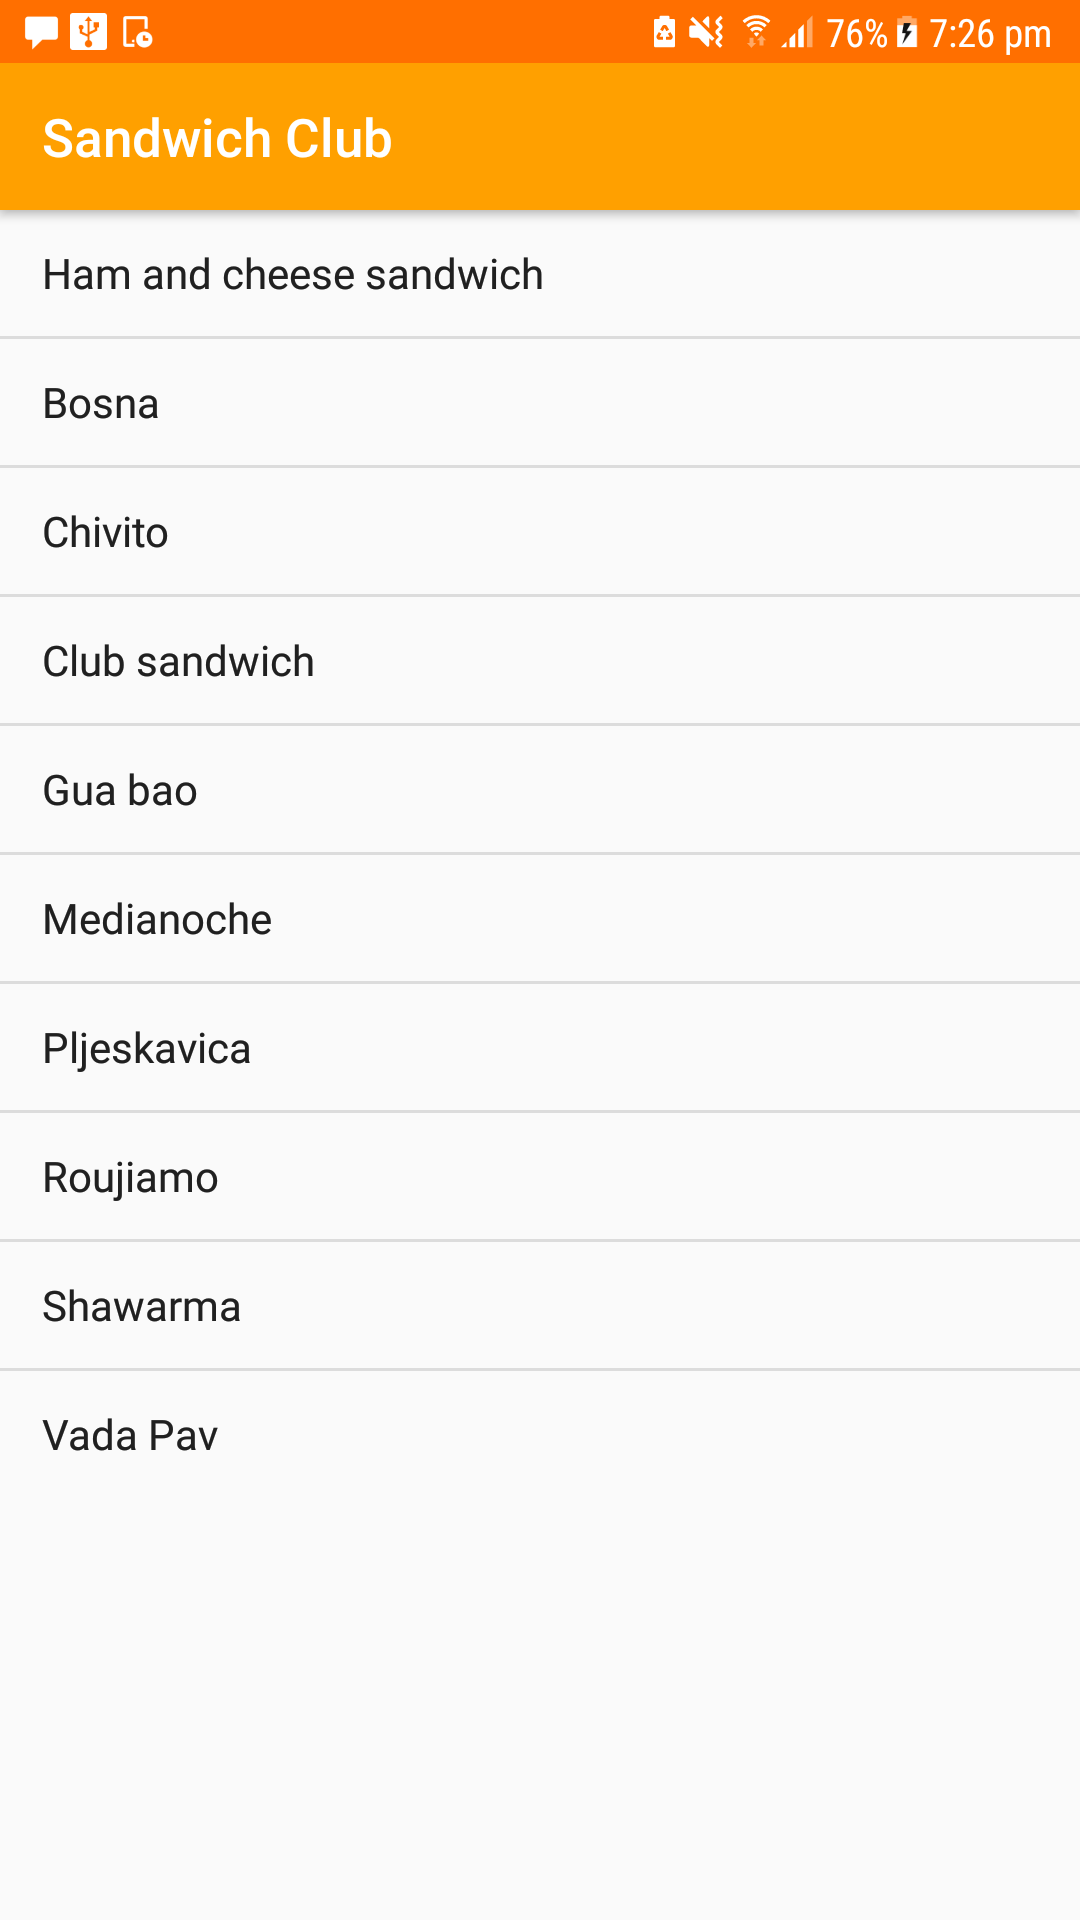 76% 7:26 pm
Sandwich Club
Ham and cheese sandwich
Bosna
Chivito
Club sandwich
Gua bao
Medianoche
Pljeskavica
Roujiamo
Shawarma
Vada Pav